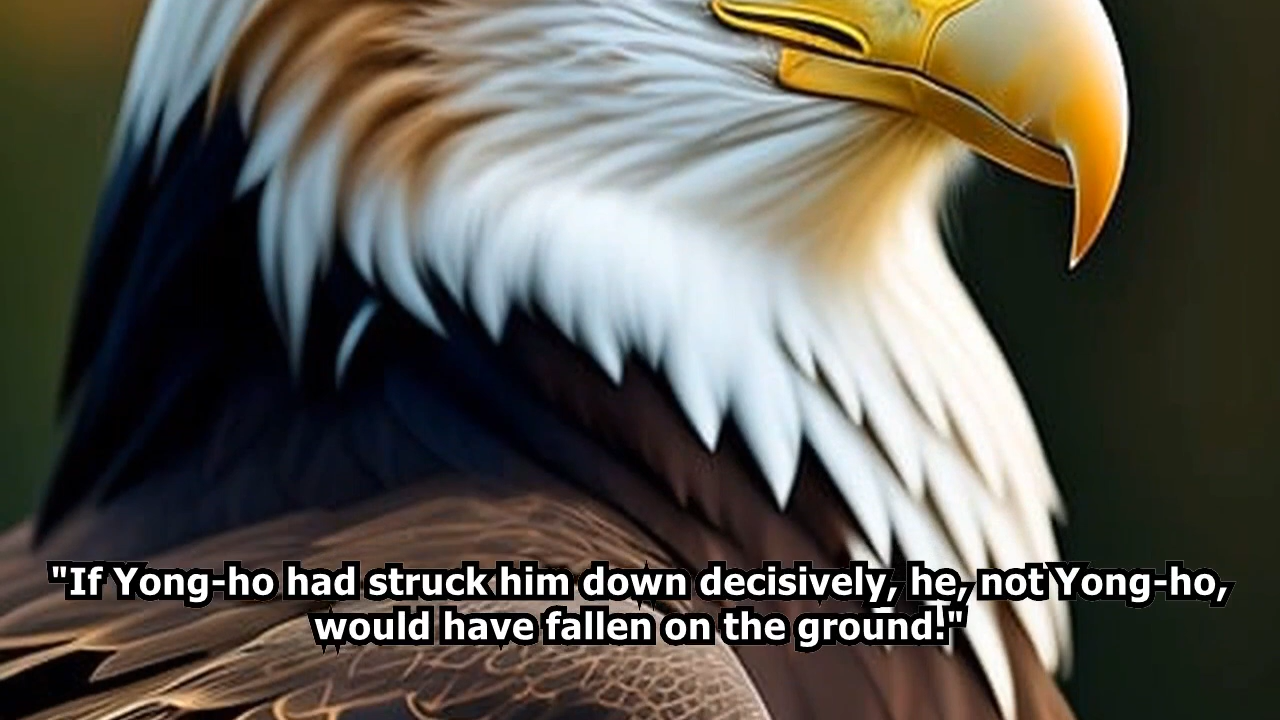 "If Yong-ho had struck him down decisively, he, not Yong-ho,
would have fallen on the ground."